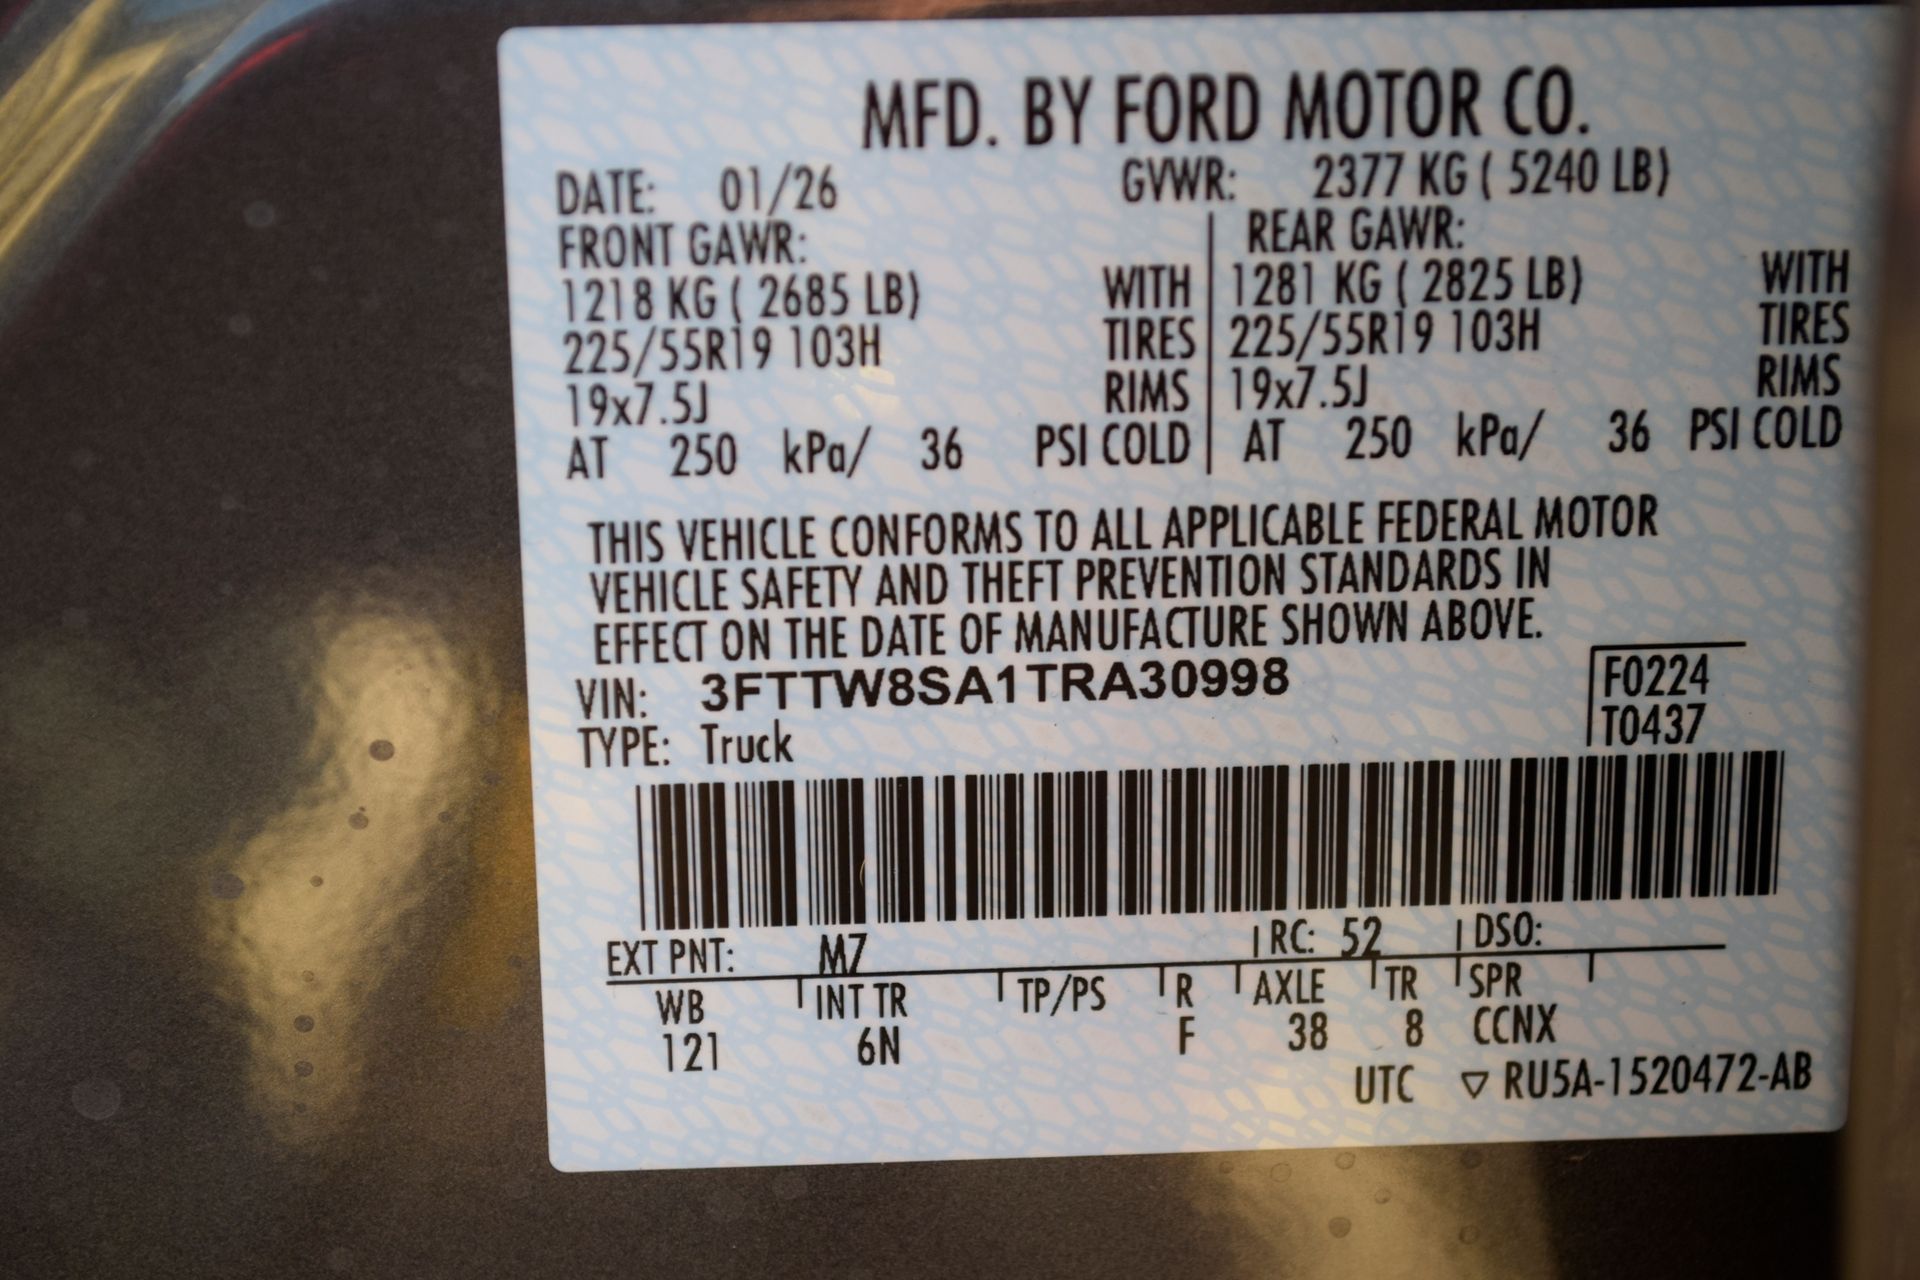 MFD. BY FORD MOTOR CO.
DATE: 01/26 GVWR: 2377 KG ( 5240 LB)
FRONT GAWR: REAR GAWR:
1218 KG ( 2685 LB) WITH 1281 KG ( 2825 LB) WITH
225/55R19 103H TIRES 225/55R19 103H TIRES
19x7.5J RIMS 19x7.5J RIMS
AT 250 kPa/ 36 PSI COLD AT 250 kPa/ 36 PSI COLD
THIS VEHICLE CONFORMS TO ALL APPLICABLE FEDERAL MOTOR
VEHICLE SAFETY AND THEFT PREVENTION STANDARDS IN
EFFECT ON THE DATE OF MANUFACTURE SHOWN ABOVE.
VIN: 3FTTW8SA1TRA30998 F0224
TYPE: Truck T0437
EXT PNT: M7 RC: 52 DSO:
WB INT TR TP/PS R AXLE TR SPR
121 6N F 38 8 CCNX
UTC ▽ RU5A-1520472-AB